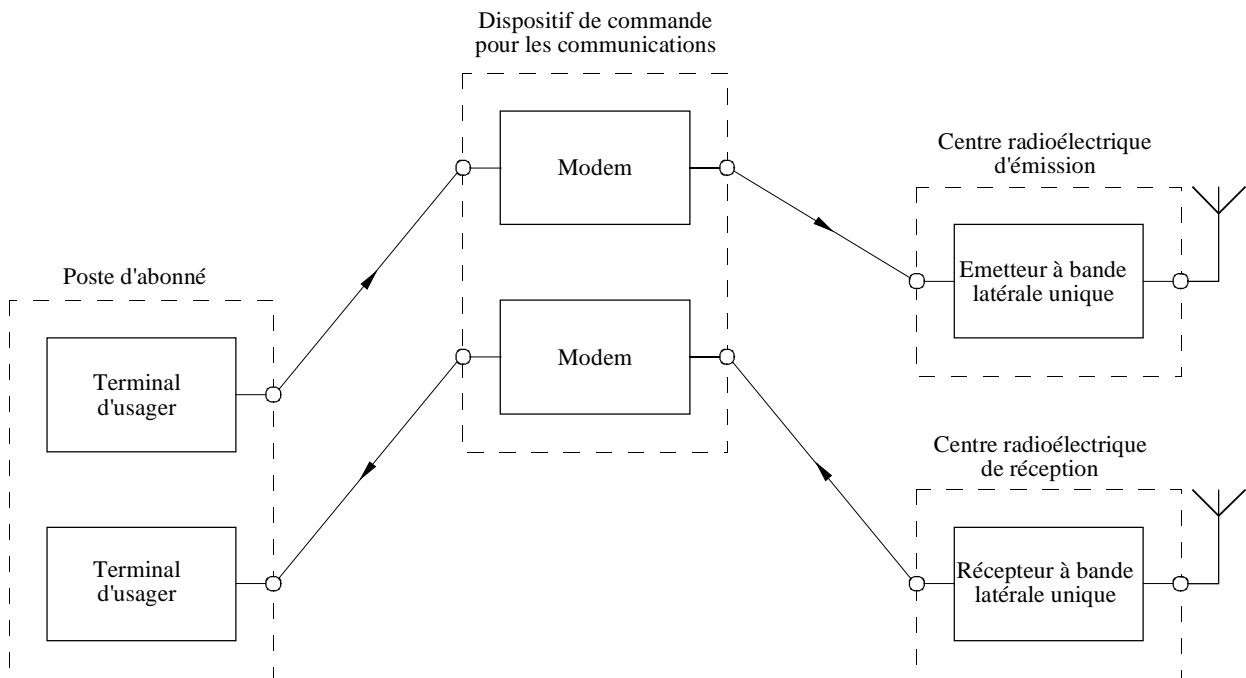 Dispositif de commande
pour les communications
Modem
Centre radioélectrique
d'émission
Emetteur à bande
latérale unique
Poste d'abonné
Terminal
d'usager
Modem
Centre radioélectrique
de réception
Terminal
d'usager
Récepteur à bande
latérale unique